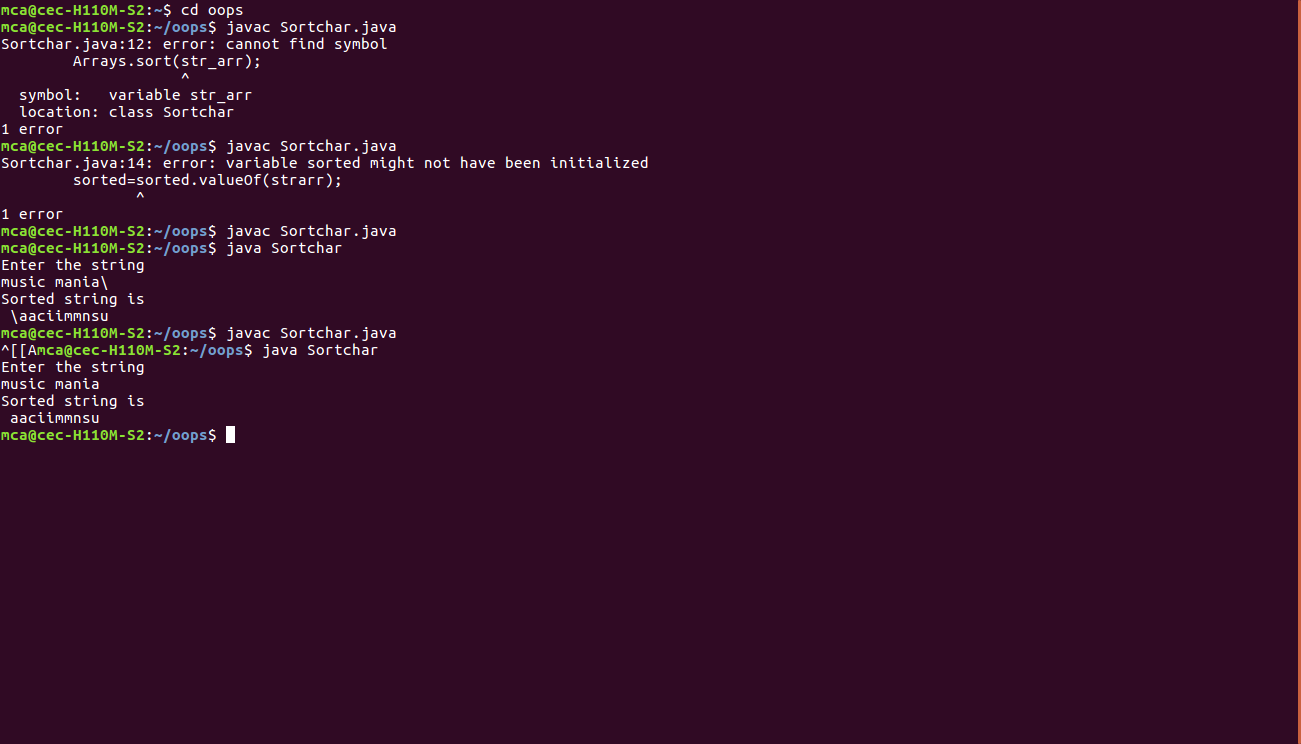 mca@cec-H110M-S2:~$ cd oops
mca@cec-H110M-S2:~/oops$ javac Sortchar.java
Sortchar.java:12: error: cannot find symbol
        Arrays.sort(str_arr);
                    ^
  symbol:   variable str_arr
  location: class Sortchar
1 error
mca@cec-H110M-S2:~/oops$ javac Sortchar.java
Sortchar.java:14: error: variable sorted might not have been initialized
        sorted=sorted.valueOf(strarr);
               ^
1 error
mca@cec-H110M-S2:~/oops$ javac Sortchar.java
mca@cec-H110M-S2:~/oops$ java Sortchar
Enter the string
music mania\
Sorted string is
 \aaciimmnsu
mca@cec-H110M-S2:~/oops$ javac Sortchar.java
^[[Amca@cec-H110M-S2:~/oops$ java Sortchar
Enter the string
music mania
Sorted string is
 aaciimmnsu
mca@cec-H110M-S2:~/oops$